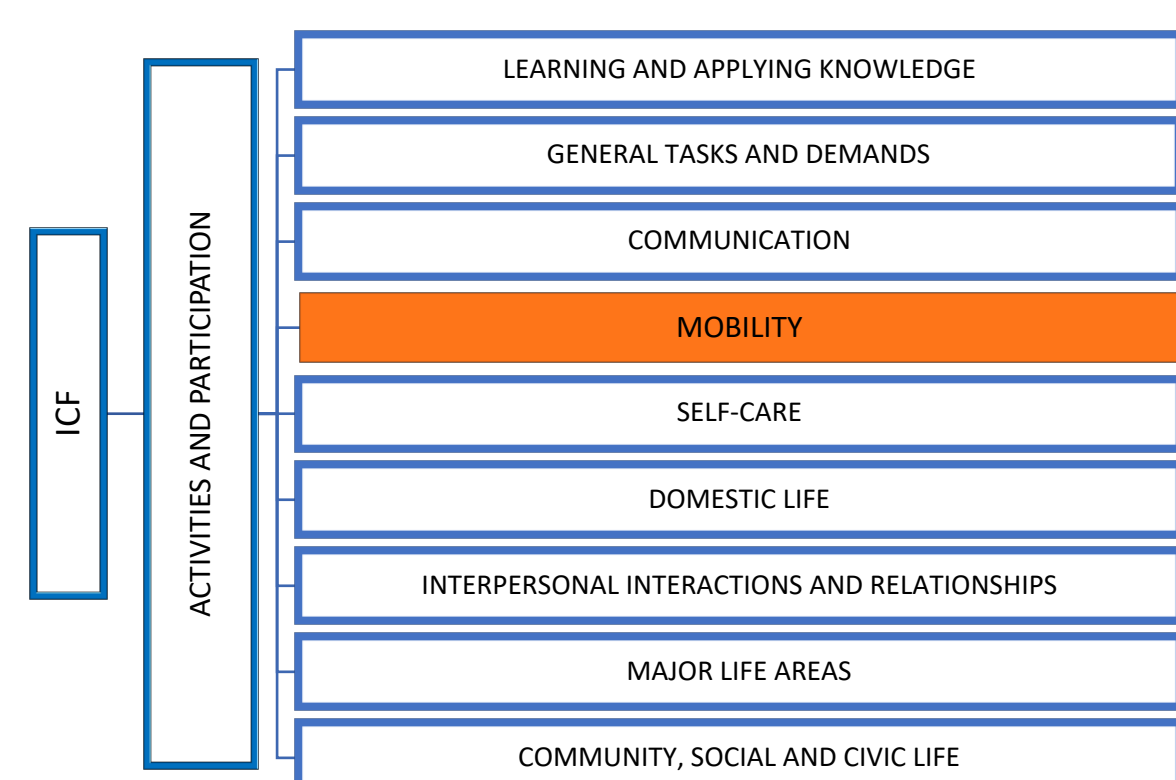 ICF
ACTIVITIES AND PARTICIPATION
LEARNING AND APPLYING KNOWLEDGE
GENERAL TASKS AND DEMANDS
COMMUNICATION
MOBILITY
SELF-CARE
DOMESTIC LIFE
INTERPERSONAL INTERACTIONS AND RELATIONSHIPS
MAJOR LIFE AREAS
COMMUNITY, SOCIAL AND CIVIC LIFE